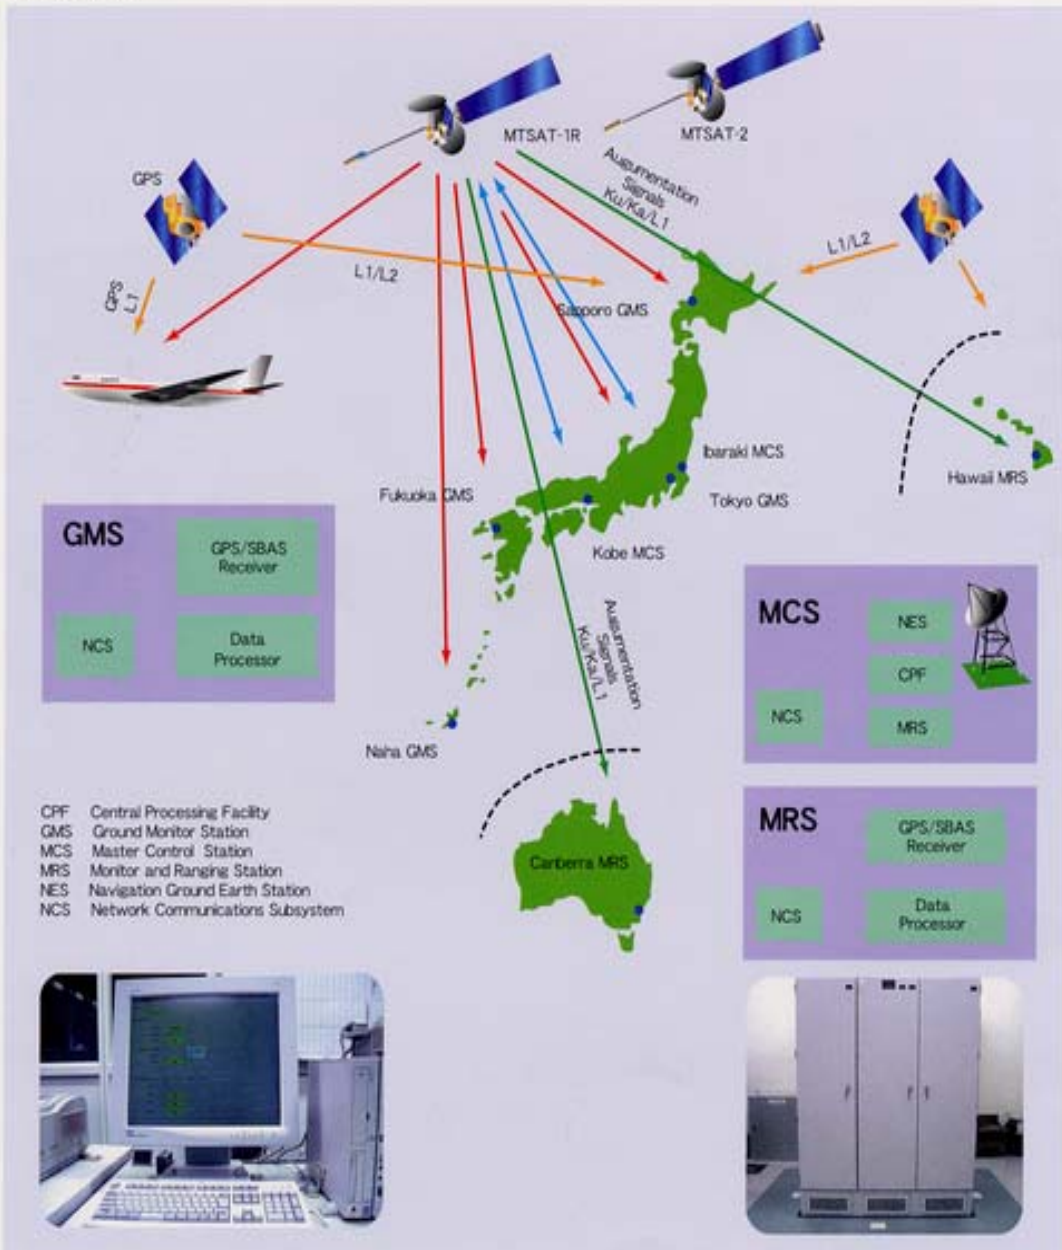 MTSAT-1R
MTSAT-2
GPS
Augumentation
Signals
Ku/Ka/L1
L1/L2
L1/L2
GPS
L1
Sapporo GMS
Ibaraki MCS
Hawaii MRS
Fukuoka GMS
Tokyo GMS
Kobe MCS
GMS
GPS/SBAS
Receiver
NCS
Data
Processor
Augumentation
Signals
Ku/Ka/L1
MCS
NES
CPF
NCS
MRS
Naha GMS
MRS
GPS/SBAS
Receiver
NCS
Data
Processor
CPF Central Processing Facility
GMS Ground Monitor Station
MCS Master Control Station
MRS Monitor and Ranging Station
NES Navigation Ground Earth Station
NCS Network Communications Subsystem
Canberra MRS